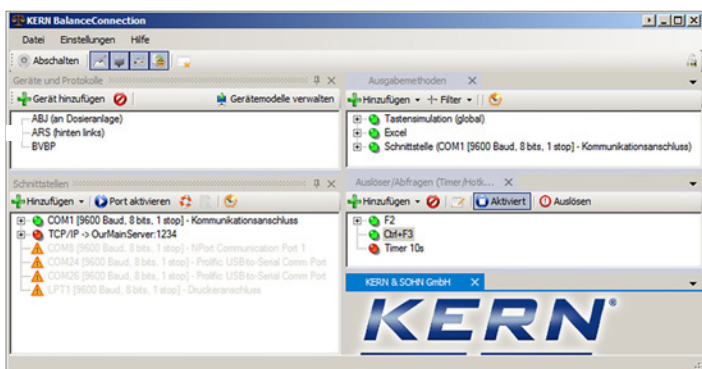 KERN BalanceConnection
Datei Einstellungen Hilfe
Abschalten
Geräte und Protokolle
Gerät hinzufügen Gerätemodelle verwalten
ABJ (an Dosieranlage)
ARS (hinten links)
BVBP
Ausgabemethoden
Hinzufügen Filter
Tastensimulation (global)
Excel
Schnittstelle (COM1 [9600 Baud, 8 bits, 1 stop] - Kommunikationsanschluss)
Schnittstellen
Hinzufügen Port aktivieren
COM1 [9600 Baud, 8 bits, 1 stop] - Kommunikationsanschluss
TCP/IP -> OurMainServer:1234
COM8 [9600 Baud, 8 bits, 1 stop] - NPort Communication Port 1
COM24 [9600 Baud, 8 bits, 1 stop] - Prolific USB-to-Serial Comm Port
COM26 [9600 Baud, 8 bits, 1 stop] - Prolific USB-to-Serial Comm Port
LPT1 [9600 Baud, 8 bits, 1 stop] - Druckeranschluss
Auslöser/Abfragen (Timer/Hotk...
Hinzufügen Aktiviert Auslösen
F2
Ctrl+F3
Timer 10s
KERN & SOHN GmbH
KERN®